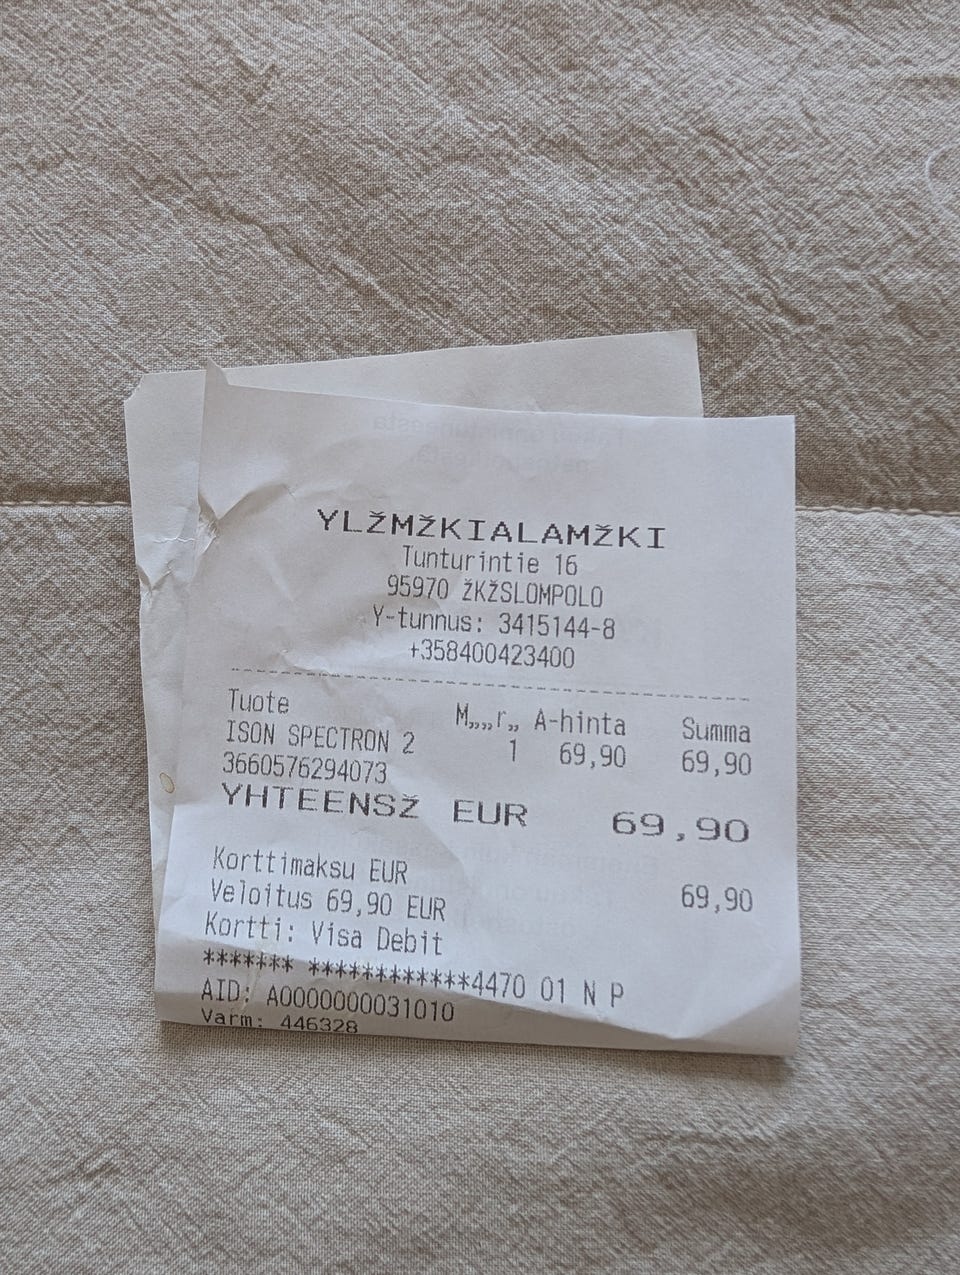 YLŽMŽKIALAMŽKI
Tunturintie 16
95970 ŽKŽSLOMPOLO
Y-tunnus: 3415144-8
+358400423400
Tuote M„„r„ A-hinta Summa
ISON SPECTRON 2 1 69,90 69,90
3660576294073
YHTEENSŽ EUR 69,90
Korttimaksu EUR 69,90
Veloitus 69,90 EUR
Kortti: Visa Debit
******* ************4470 01 N P
AID: A0000000031010
Varm: 446328